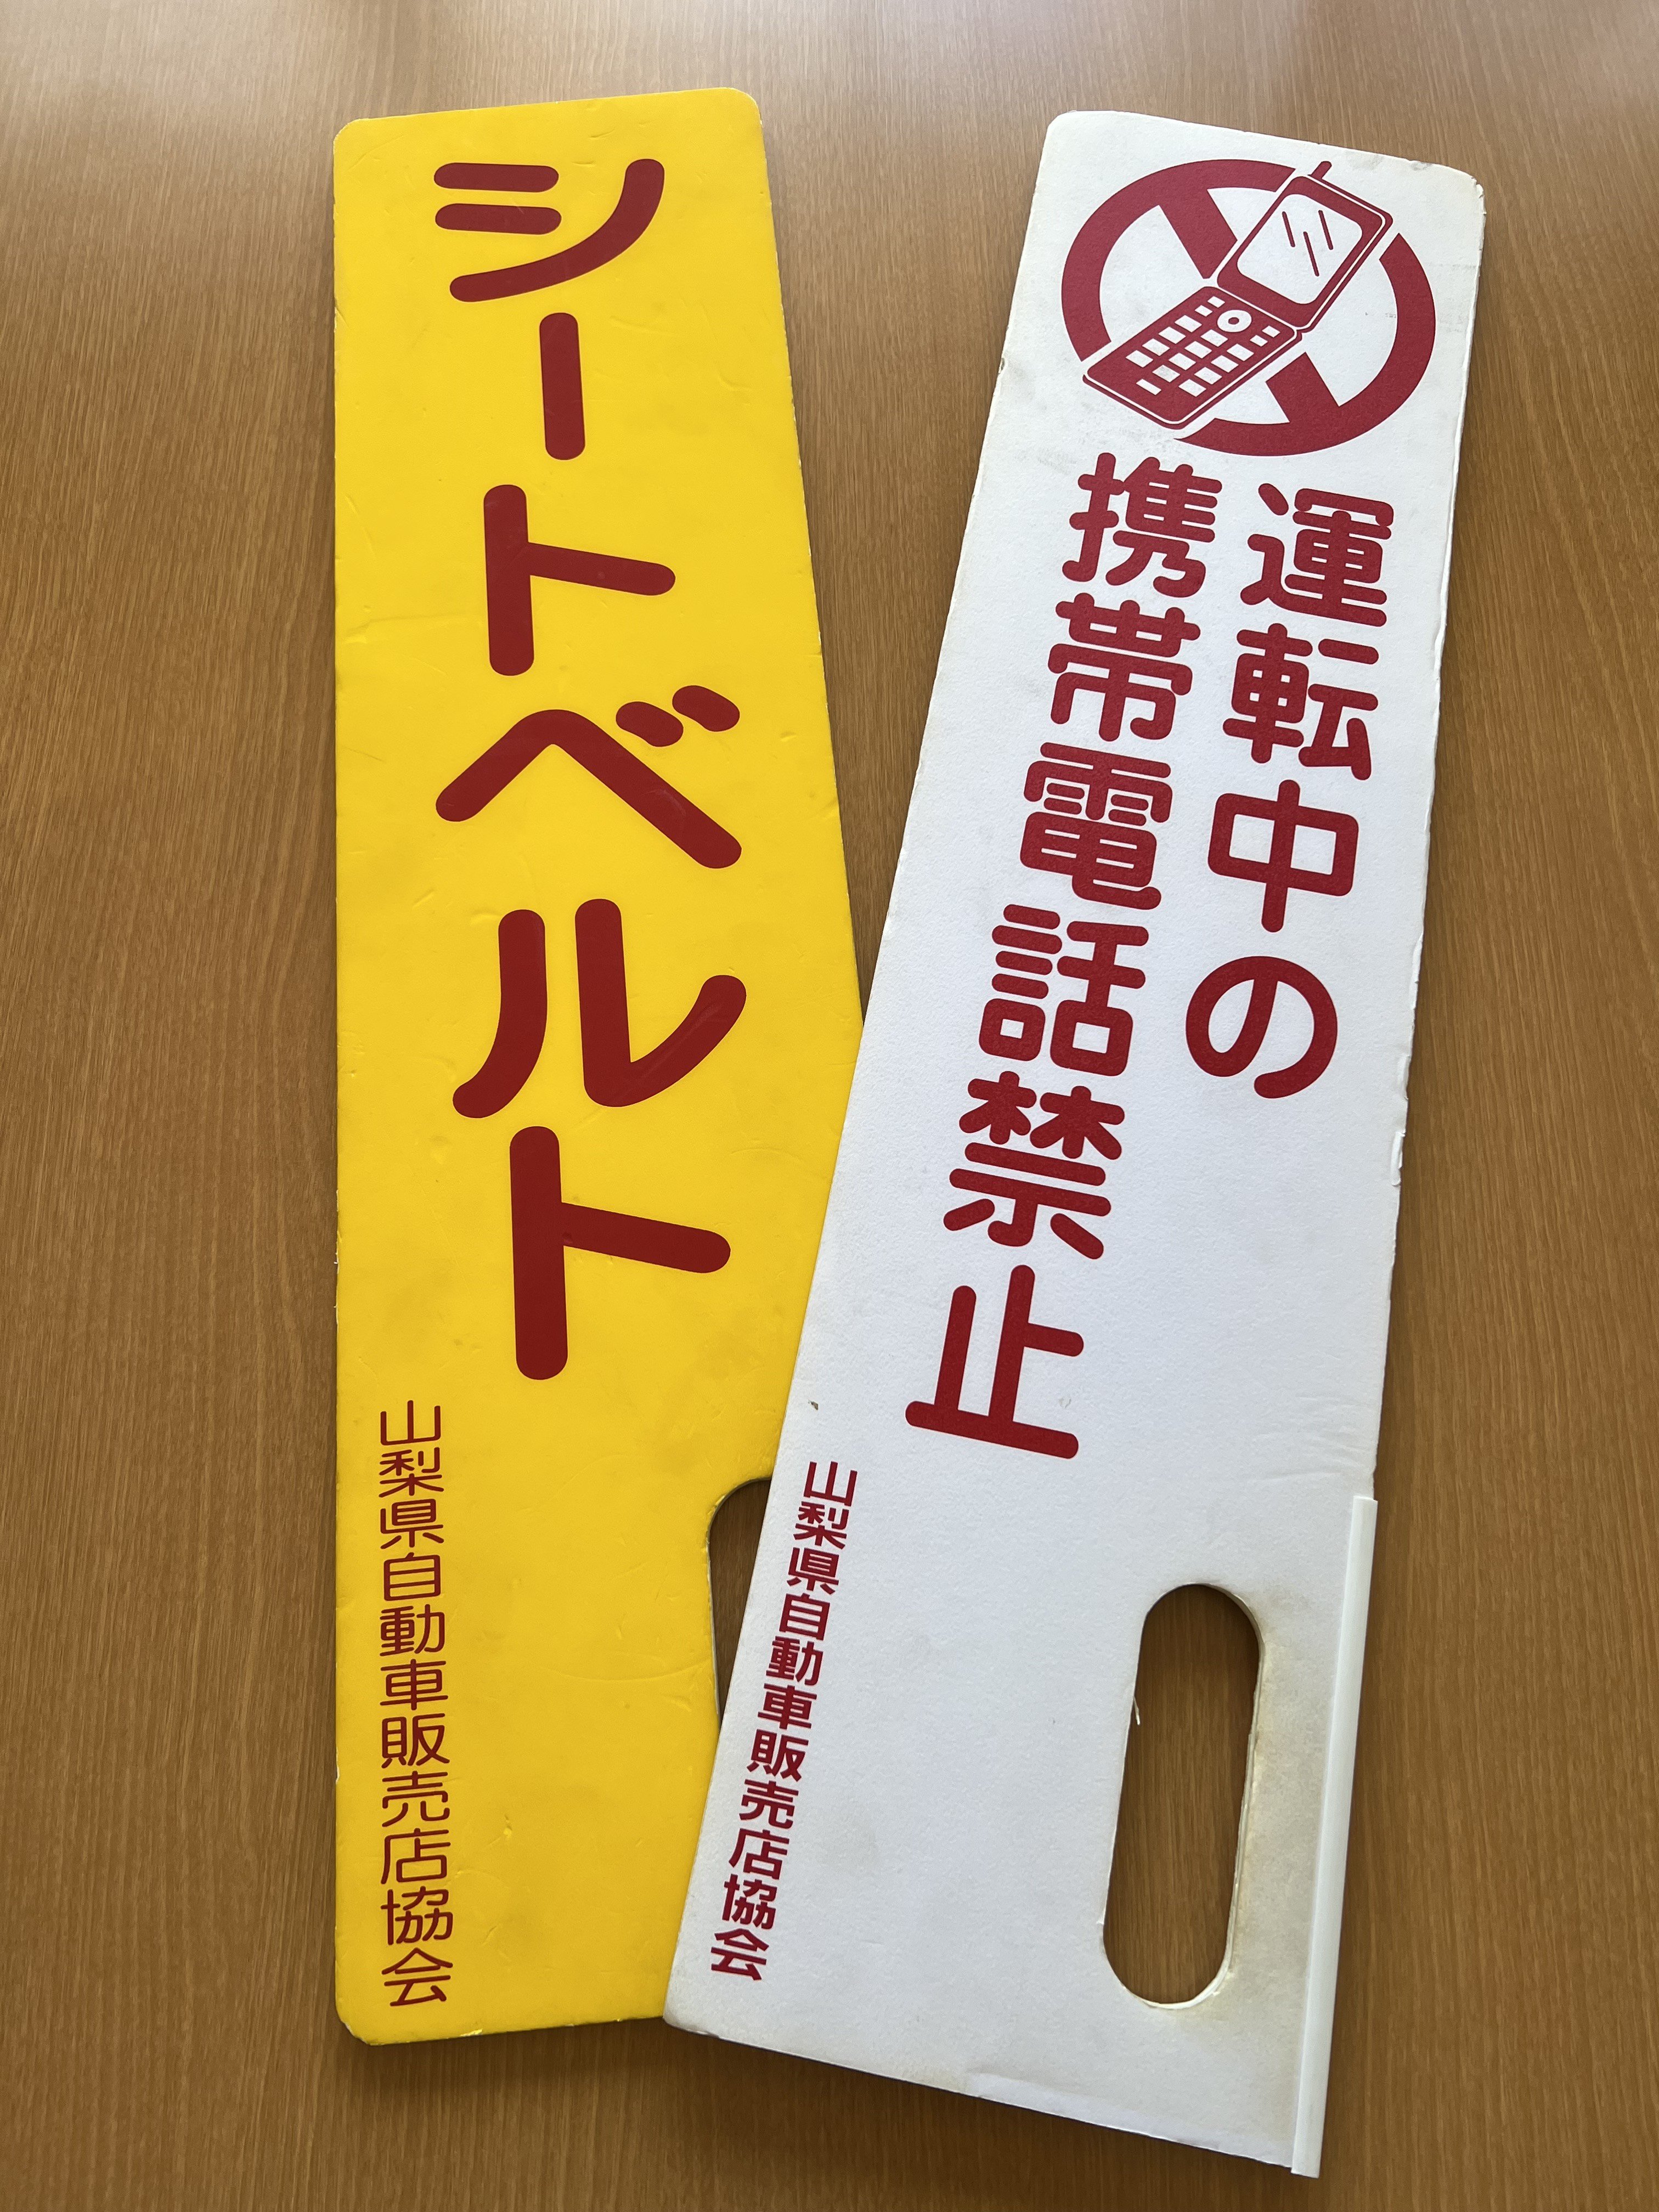 シートベルト
山梨県自動車販売店協会
運転中の
携帯電話禁止
山梨県自動車販売店協会